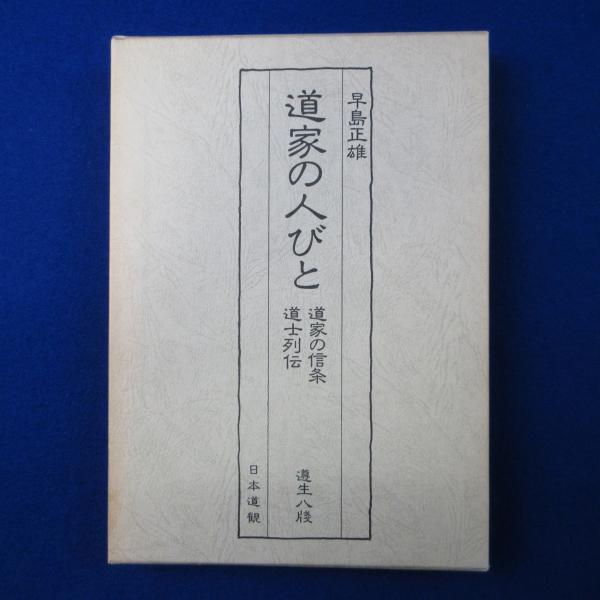 早島正雄
道家の人びと
道家の信条
道士列伝
遵生八牋
日本道観